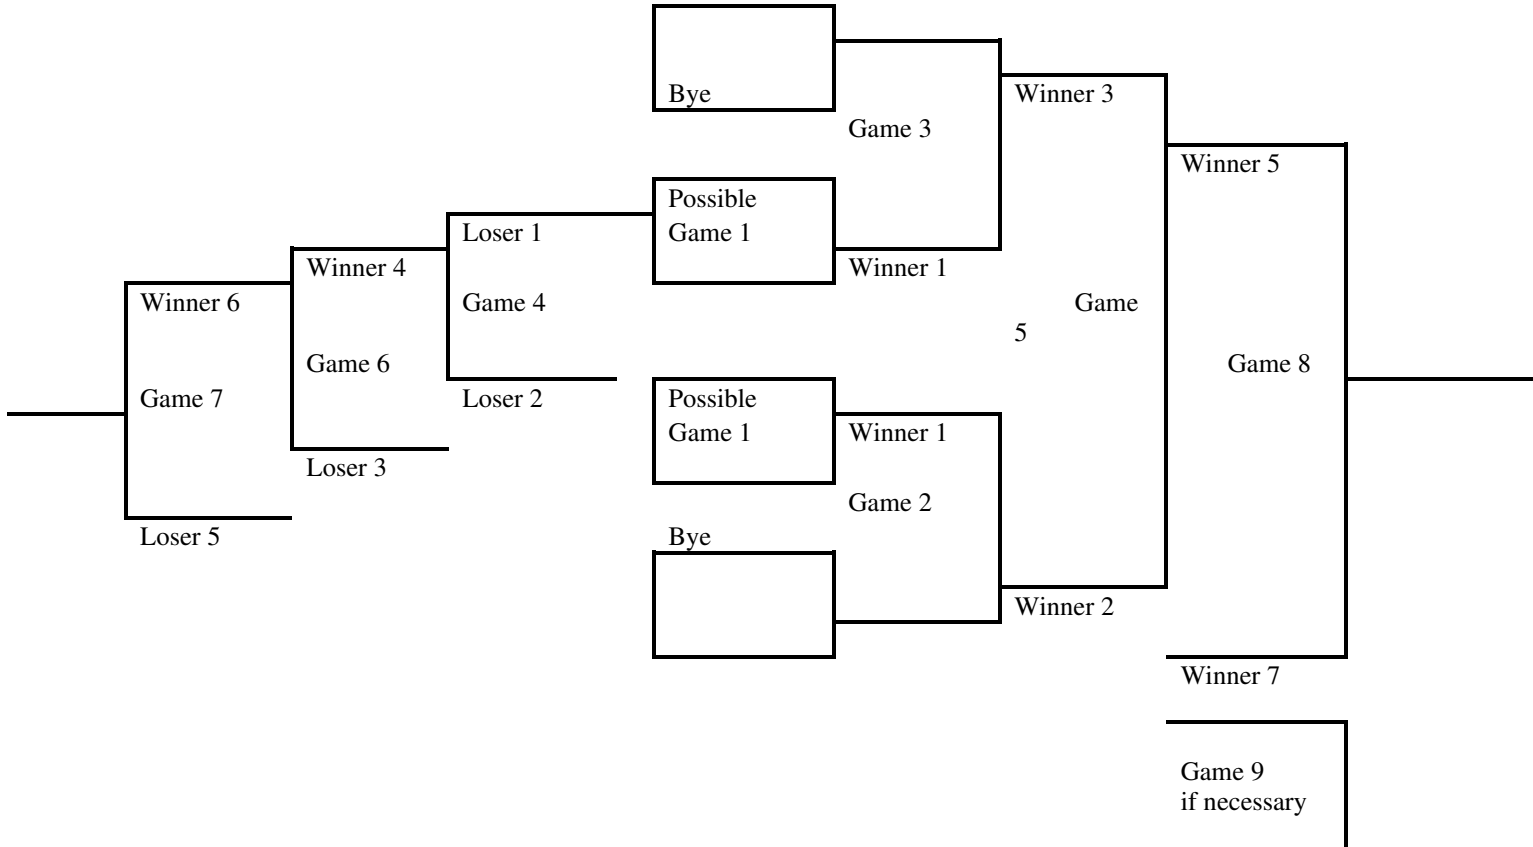 Bye
Winner 3
Game 3
Winner 5
Possible
Game 1
Loser 1
Winner 4
Winner 1
Winner 6
Game 4
Game
5
Game 6
Game 8
Game 7
Loser 2
Possible
Game 1
Winner 1
Loser 3
Game 2
Loser 5
Bye
Winner 2
Winner 7
Game 9
if necessary